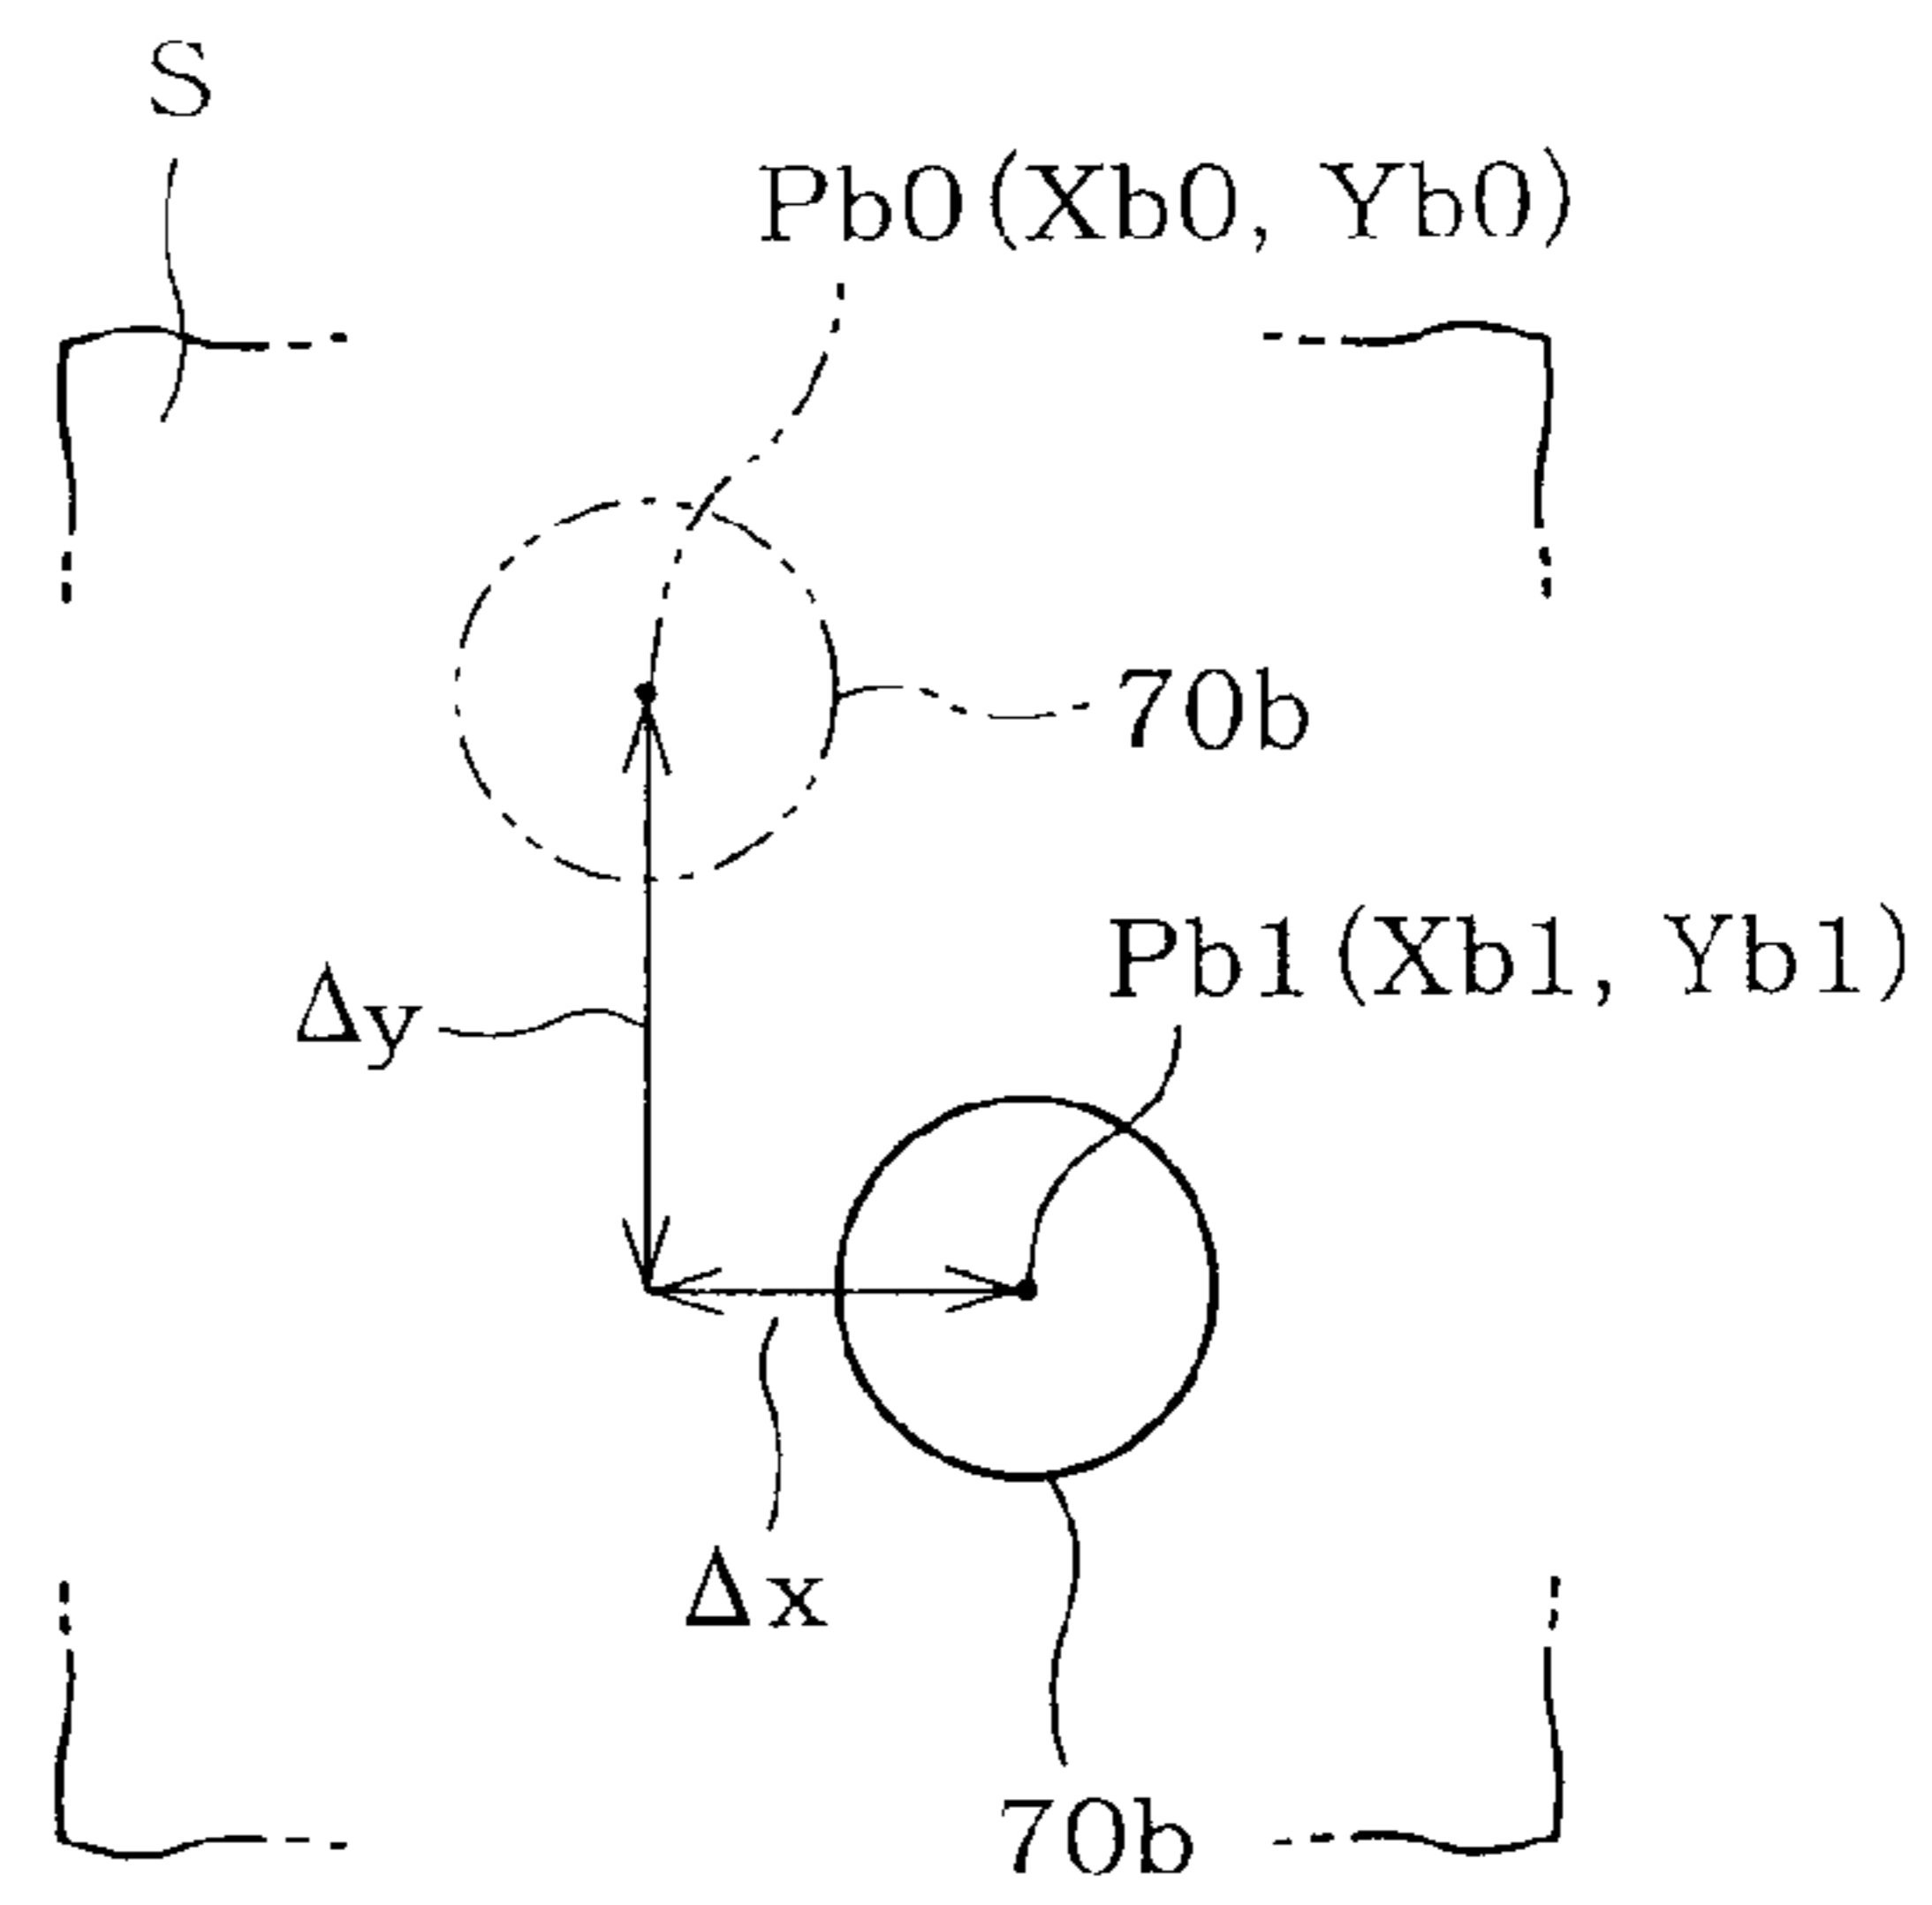 S
Pb0(Xb0, Yb0)
70b
Pb1(Xb1, Yb1)
Δy
Δx
70b